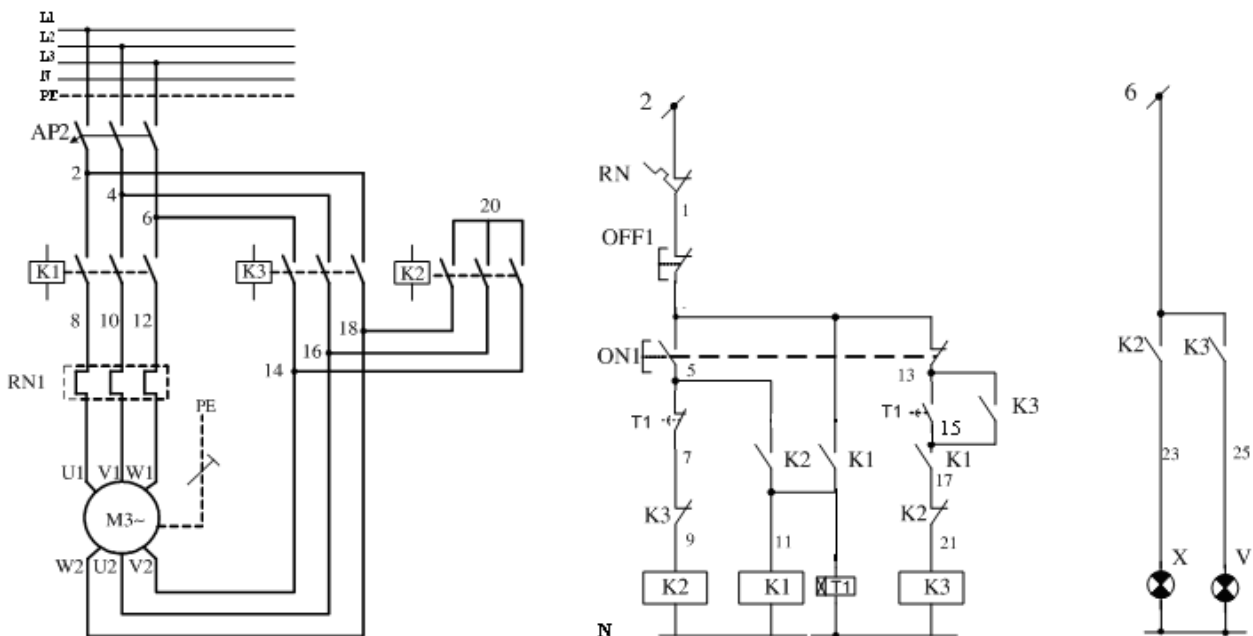 L1
L2
L3
N
PE
AP2
2
4
6
20
K1
K3
K2
8
10
12
18
16
14
RN1
PE
U1
V1
W1
M3~
W2
U2
V2
2
RN
1
OFF1
ON1
5
13
T1
T1
K3
15
7
K2
K1
K1
17
K3
K2
9
11
21
K2
K1
T1
K3
N
6
K2
K3
23
25
X
V